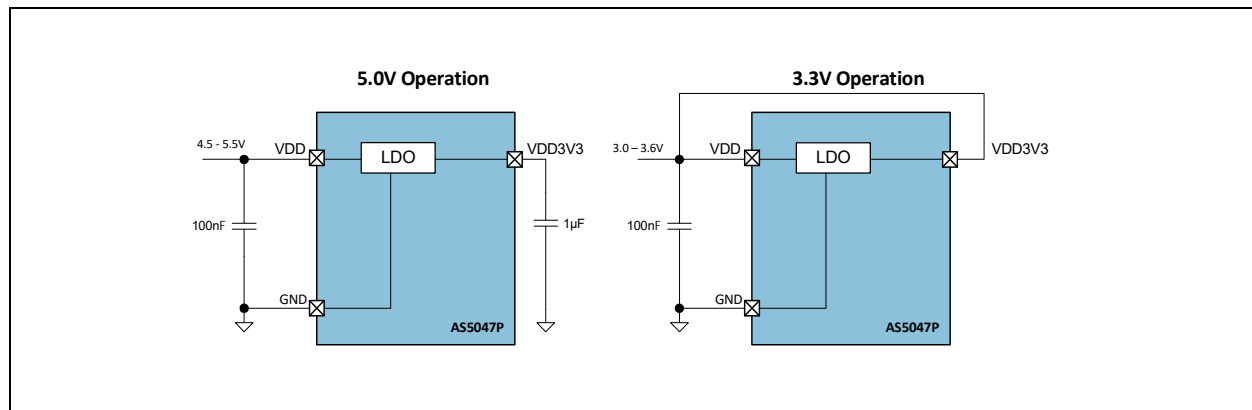 5.0V Operation
4.5 - 5.5V
VDD
LDO
VDD3V3
100nF
1µF
GND
AS5047P
3.3V Operation
3.0 – 3.6V
VDD
LDO
VDD3V3
100nF
GND
AS5047P